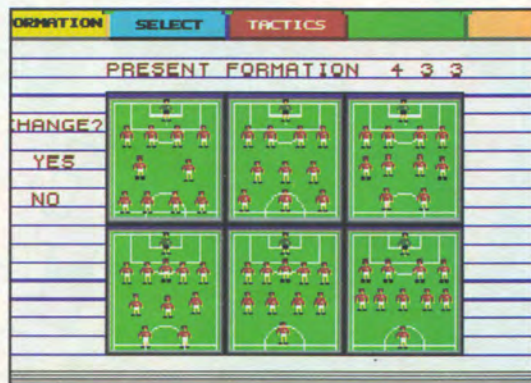 ORMATION SELECT TACTICS
PRESENT FORMATION 4 3 3
HANGE?
YES
NO